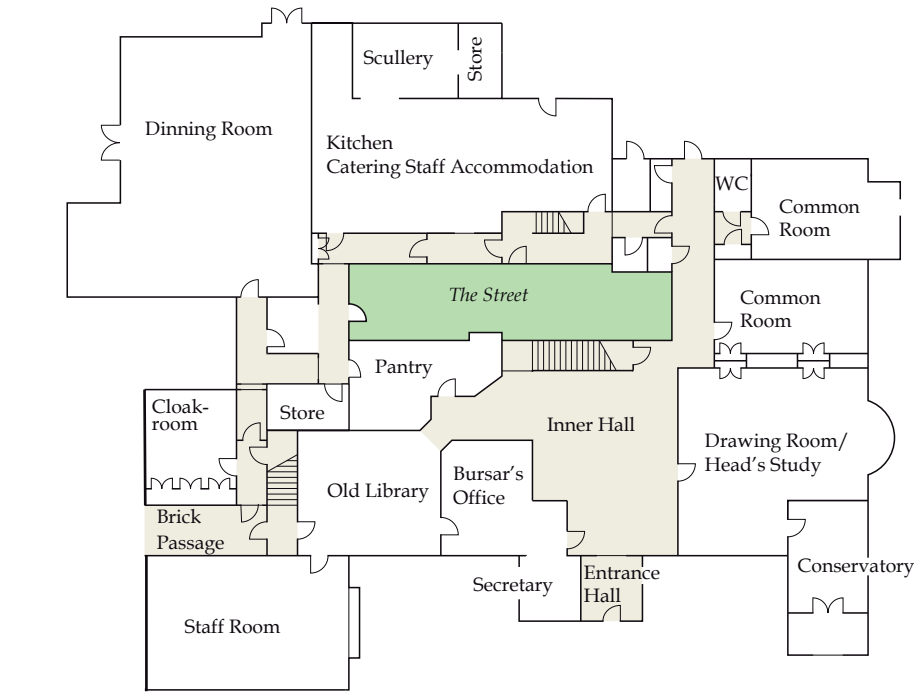 Scullery
Store
Dinning Room
Kitchen
Catering Staff Accommodation
WC
Common
Room
The Street
Common
Room
Pantry
Cloak-
room
Store
Inner Hall
Drawing Room/
Head's Study
Bursar's
Office
Old Library
Brick
Passage
Conservatory
Entrance
Hall
Secretary
Staff Room